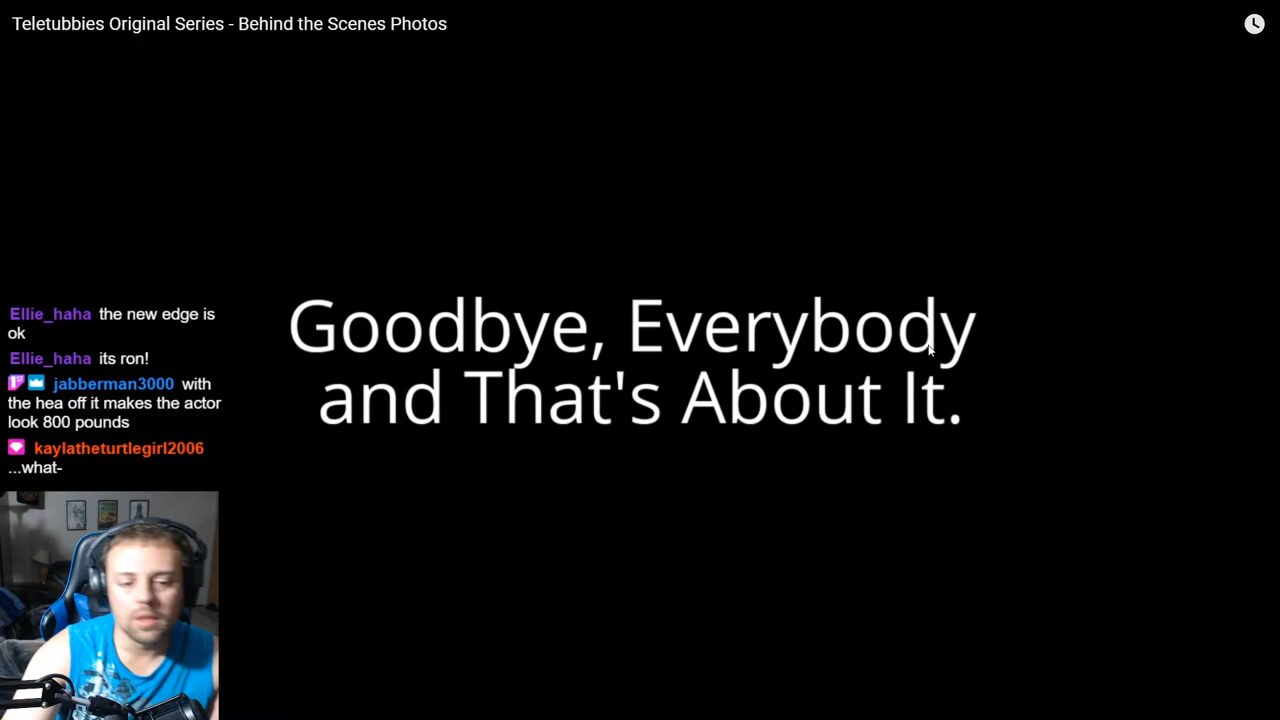 Teletubbies Original Series - Behind the Scenes Photos
Goodbye, Everybody
and That's About It.
Ellie_haha the new edge is
ok
Ellie_haha its ron!
jabberman3000 with
the hea off it makes the actor
look 800 pounds
kaylatheturtlegirl2006
...what-